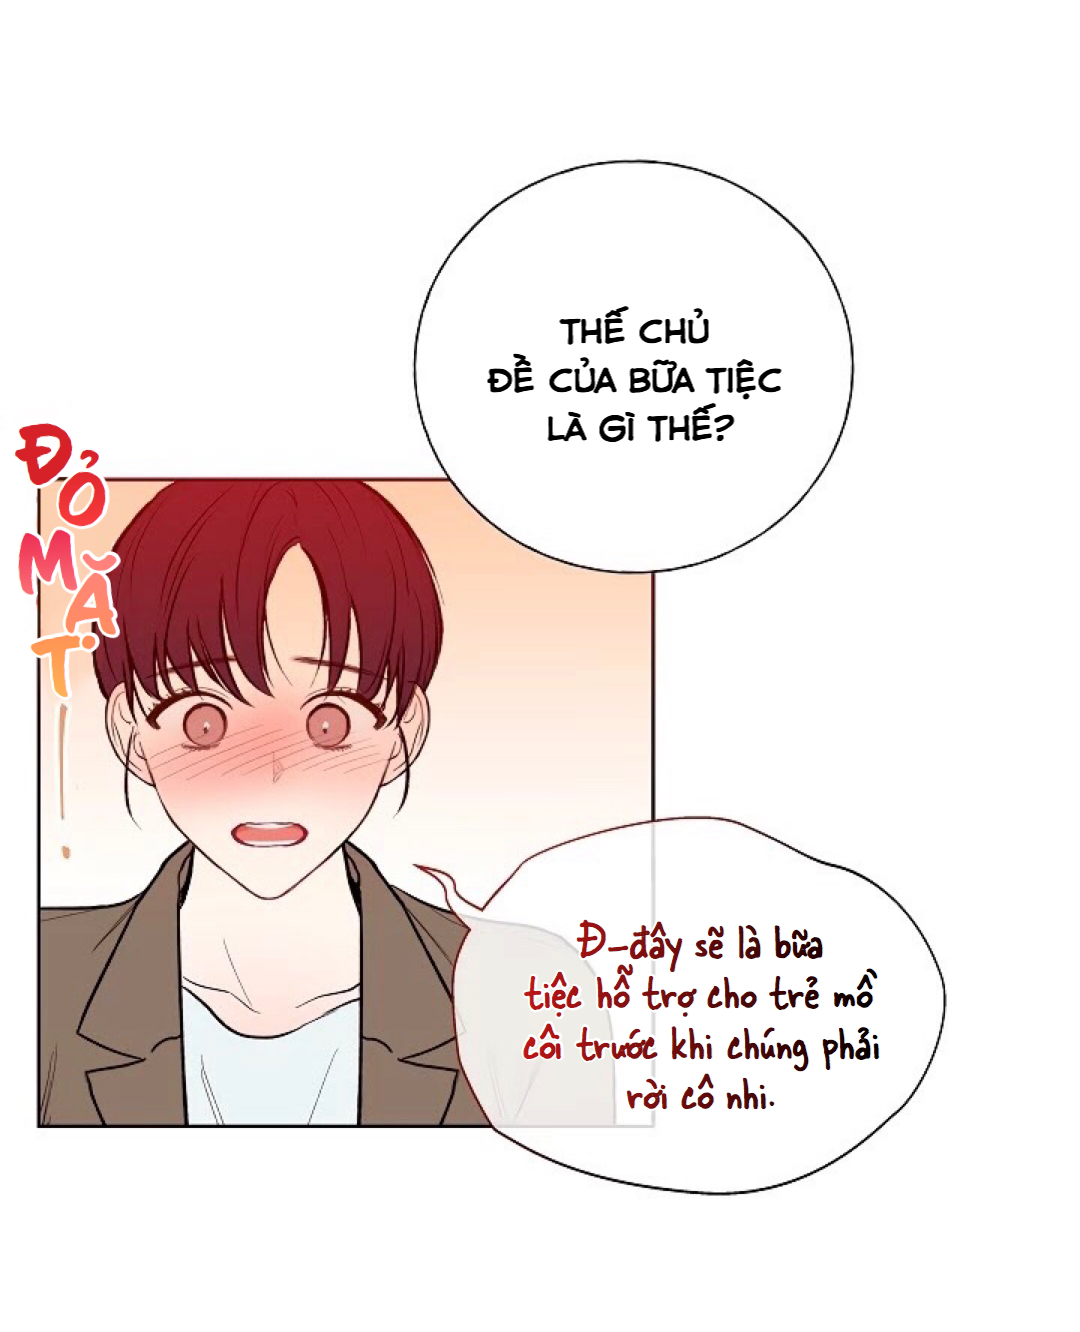 THẾ CHỦ
ĐỀ CỦA BỮA TIỆC
LÀ GÌ THẾ?
ĐỎ
MẶT
Đ-đây sẽ là bữa
tiệc hỗ trợ cho trẻ mồ
côi trước khi chúng phải
rời cô nhi.